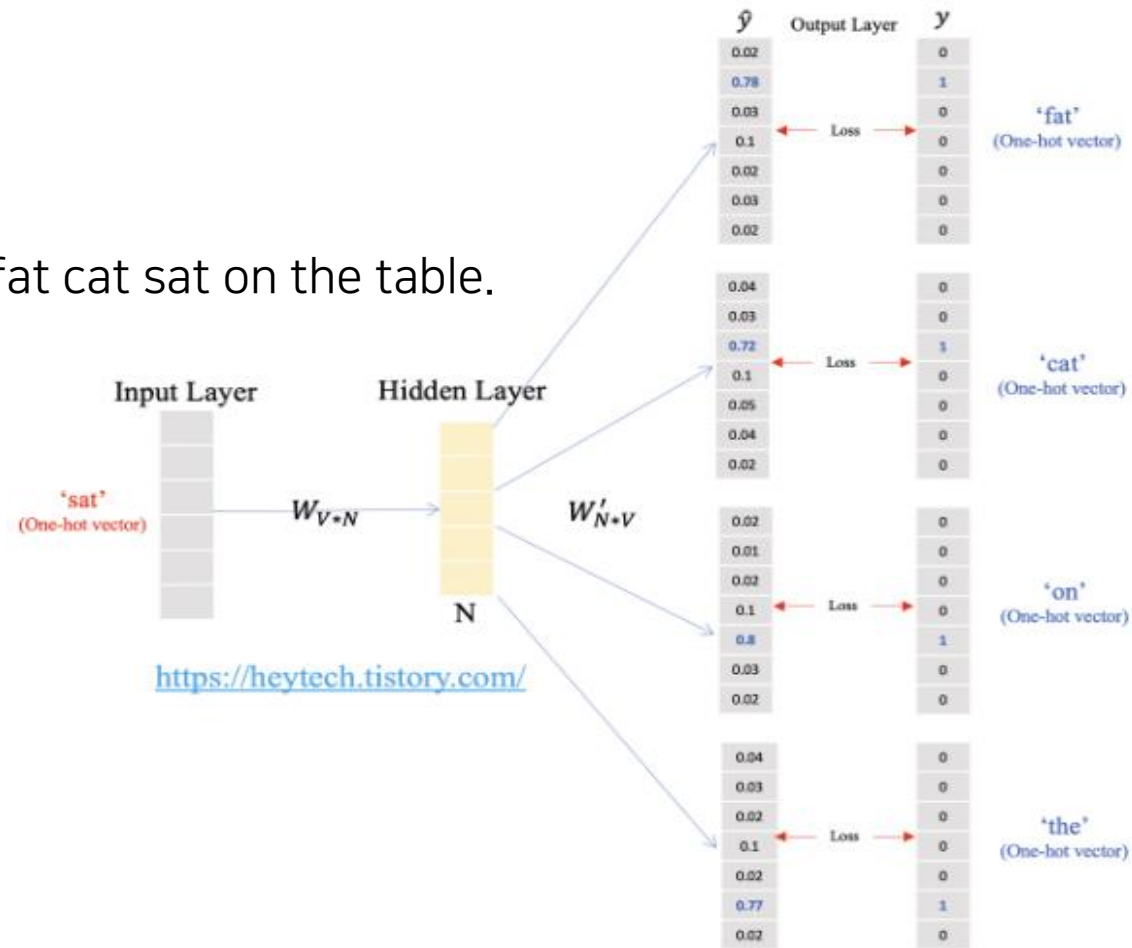 ŷ Output Layer y
0.02 0
0.78 1
0.03 0
0.1 0
0.02 0
0.03 0
0.02 0
Loss
'fat'
(One-hot vector)
fat cat sat on the table.
0.04 0
0.03 0
0.72 1
0.1 0
0.05 0
0.04 0
0.02 0
Loss
'cat'
(One-hot vector)
Input Layer
Hidden Layer
'sat'
(One-hot vector)
W_{V*N}
W'_{N*V}
N
https://heytech.tistory.com/
0.02 0
0.01 0
0.02 0
0.1 0
0.8 1
0.03 0
0.02 0
Loss
'on'
(One-hot vector)
0.04 0
0.03 0
0.02 0
0.1 0
0.02 0
0.77 1
0.02 0
Loss
'the'
(One-hot vector)